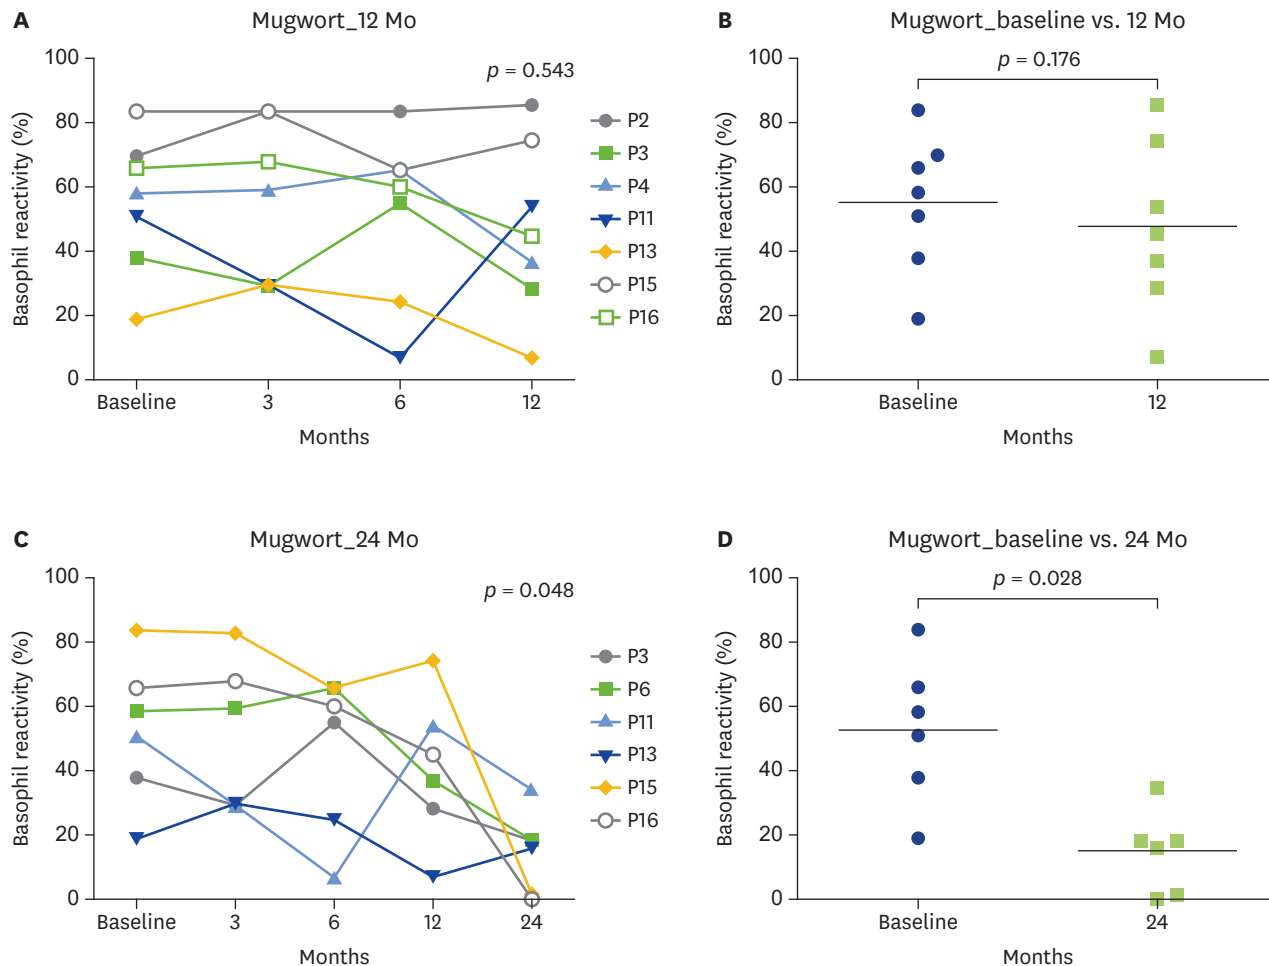 A
Mugwort_12 Mo
p = 0.543
Basophil reactivity (%)
100
80
60
40
20
0
Baseline
3
6
12
Months
P2
P3
P4
P11
P13
P15
P16
B
Mugwort_baseline vs. 12 Mo
p = 0.176
Basophil reactivity (%)
100
80
60
40
20
0
Baseline
12
Months
C
Mugwort_24 Mo
p = 0.048
Basophil reactivity (%)
100
80
60
40
20
0
Baseline
3
6
12
24
Months
P3
P6
P11
P13
P15
P16
D
Mugwort_baseline vs. 24 Mo
p = 0.028
Basophil reactivity (%)
100
80
60
40
20
0
Baseline
24
Months